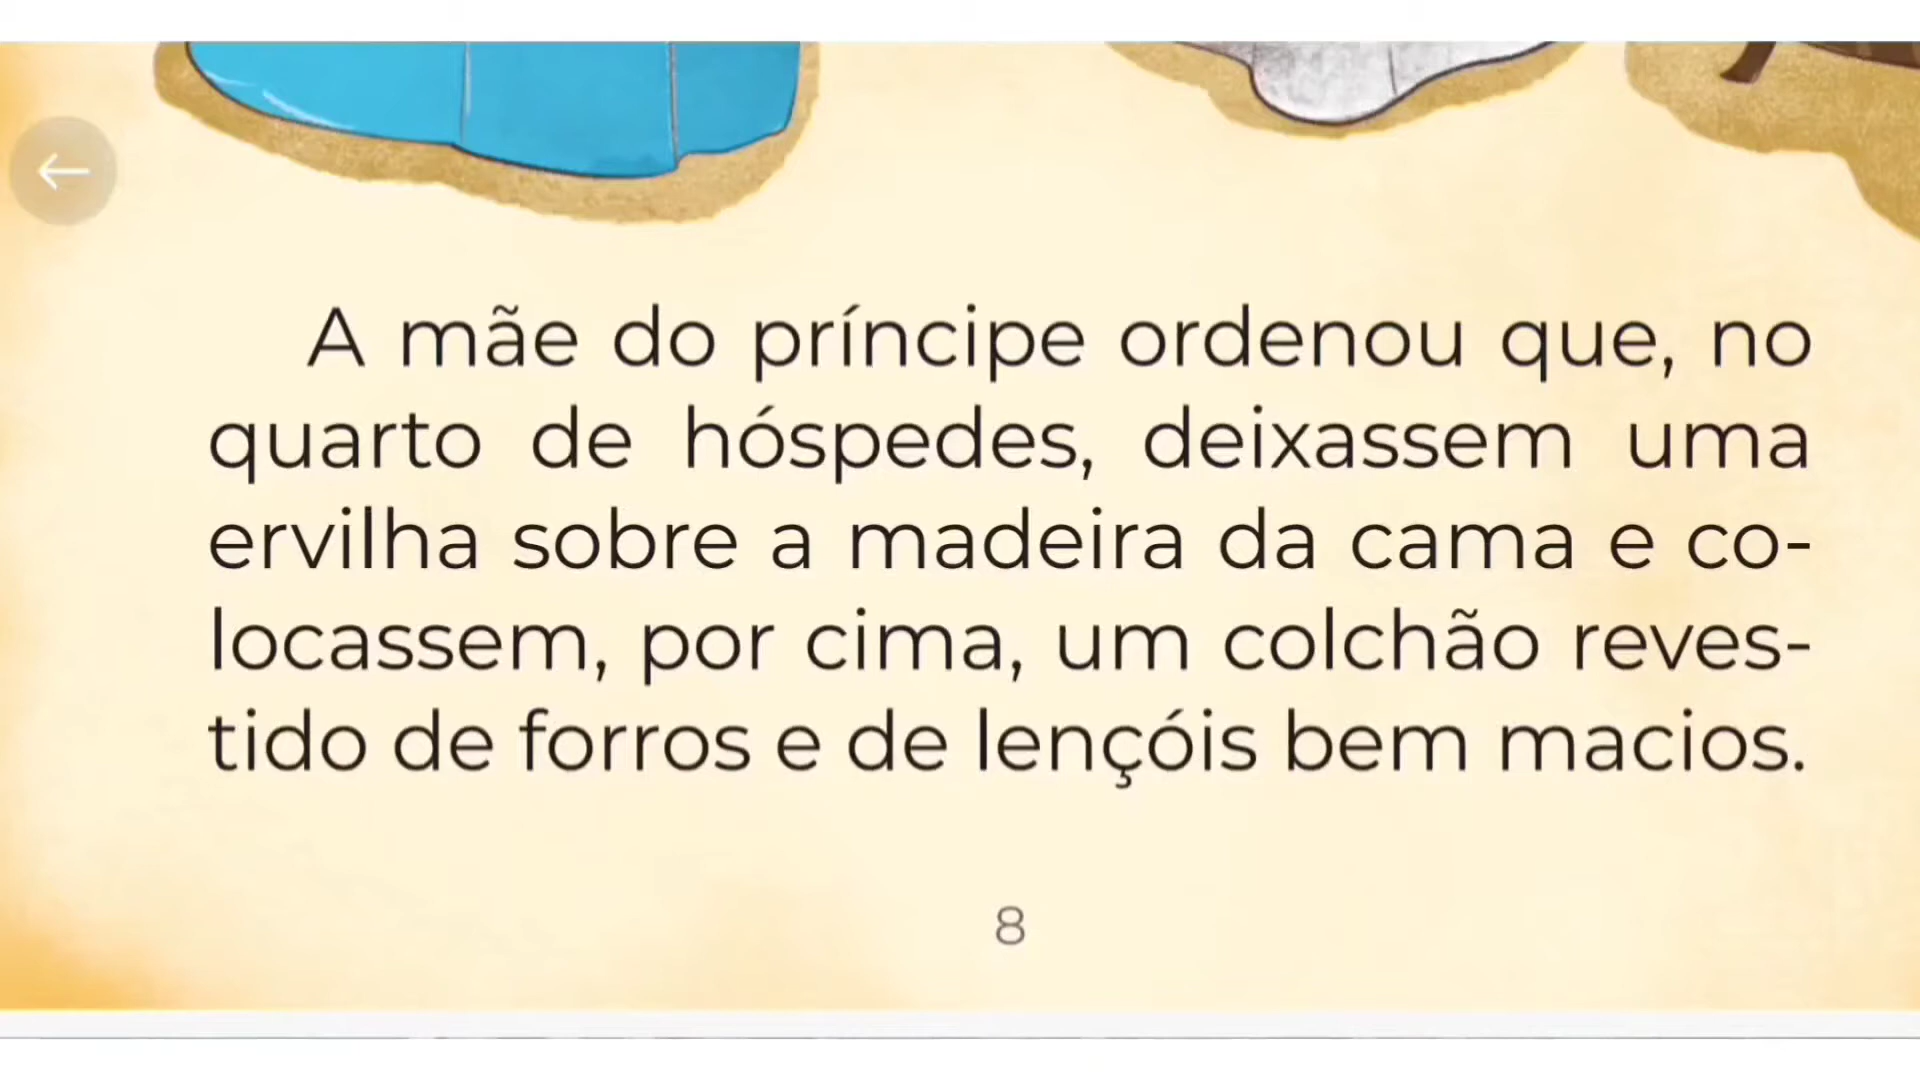 A mãe do príncipe ordenou que, no
quarto de hóspedes, deixassem uma
ervilha sobre a madeira da cama e co-
locassem, por cima, um colchão reves-
tido de forros e de lençóis bem macios.
8